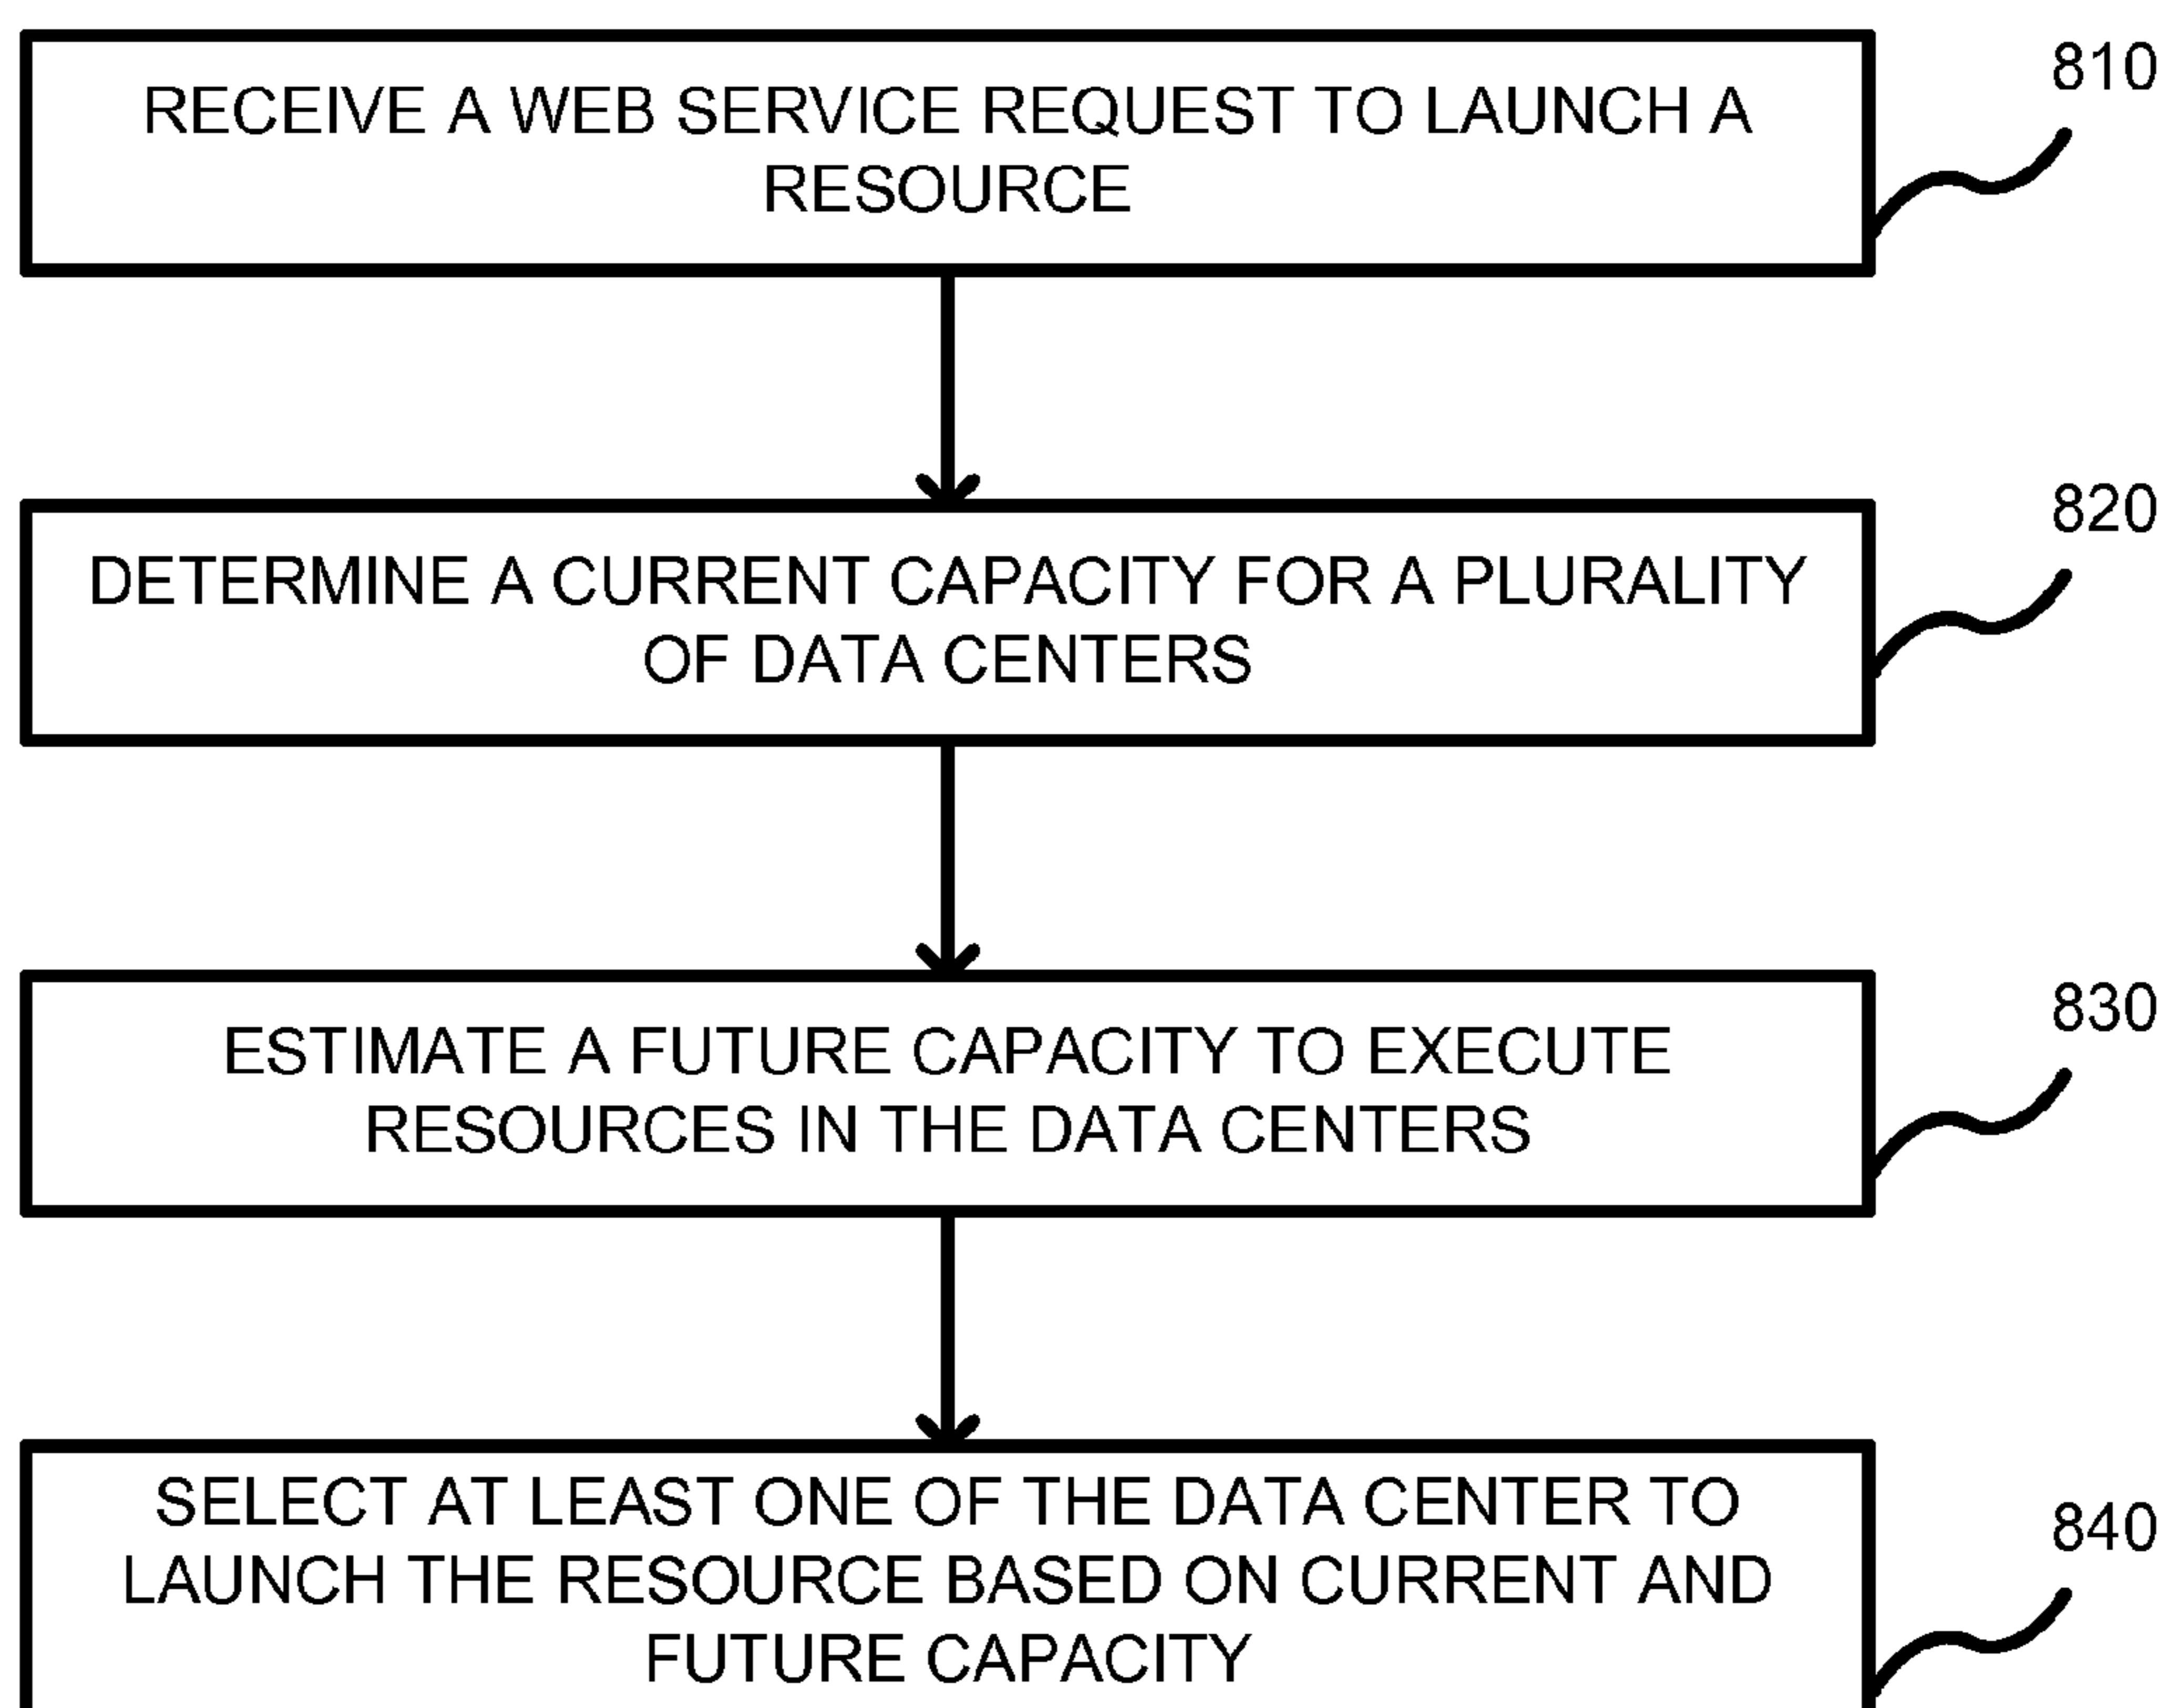 810
RECEIVE A WEB SERVICE REQUEST TO LAUNCH A
RESOURCE
820
DETERMINE A CURRENT CAPACITY FOR A PLURALITY
OF DATA CENTERS
830
ESTIMATE A FUTURE CAPACITY TO EXECUTE
RESOURCES IN THE DATA CENTERS
840
SELECT AT LEAST ONE OF THE DATA CENTER TO
LAUNCH THE RESOURCE BASED ON CURRENT AND
FUTURE CAPACITY